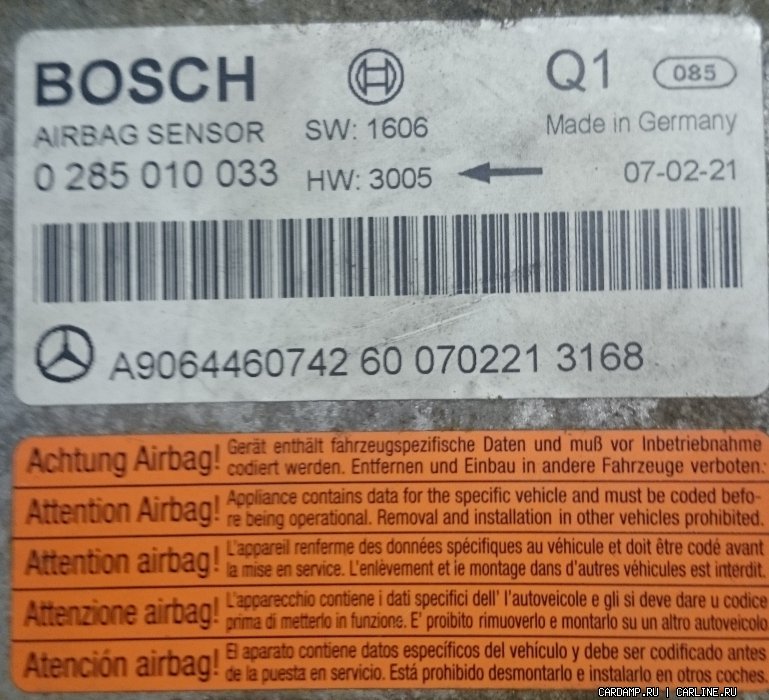 BOSCH Q1 085
AIRBAG SENSOR SW: 1606 Made in Germany
0 285 010 033 HW: 3005 07-02-21
A9064460742 60 070221 3168
Achtung Airbag! Gerät enthält fahrzeugspezifische Daten und muß vor Inbetriebnahme
codiert werden. Entfernen und Einbau in andere Fahrzeuge verboten.
Attention Airbag! Appliance contains data for the specific vehicle and must be coded befo-
re being operational. Removal and installation in other vehicles prohibited.
Attention airbag! L'appareil renferme des données spécifiques au véhicule et doit être codé avant
la mise en service. L'enlèvement et le montage dans d'autres véhicules est interdit.
Attenzione airbag! L'apparecchio contiene i dati specifici dell' l'autoveicole e gli si deve dare u codice
prima di metterlo in funzione. E' proibito rimuoverlo e montarlo su un altro autoveicolo
Atención airbag! El aparato contiene datos específicos del vehículo y debe ser codificado antes
de la puesta en servicio. Está prohibido desmontarlo e instalarlo en otros coches.
CARDAMP.RU | CARLINE.RU